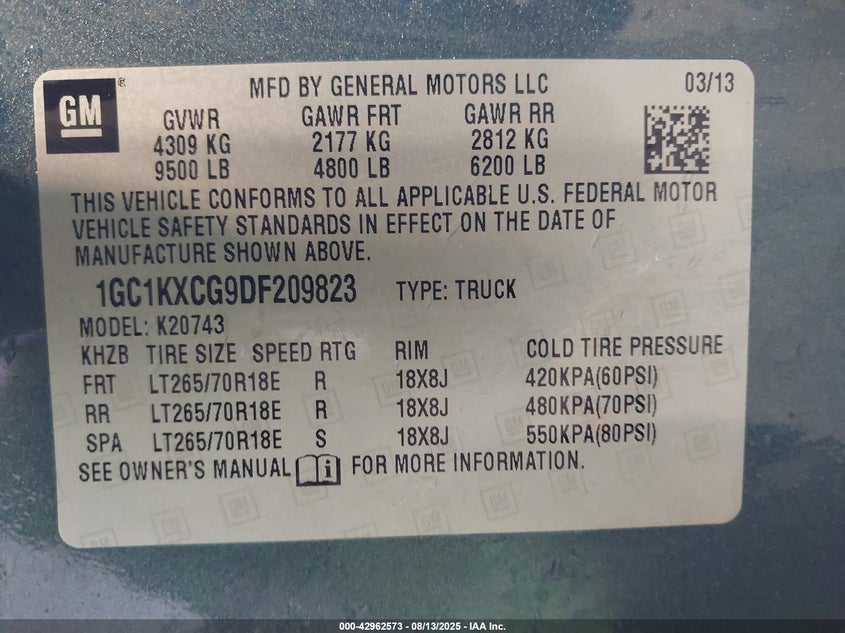 GM
MFD BY GENERAL MOTORS LLC 03/13
GVWR GAWR FRT GAWR RR
4309 KG 2177 KG 2812 KG
9500 LB 4800 LB 6200 LB
THIS VEHICLE CONFORMS TO ALL APPLICABLE U.S. FEDERAL MOTOR
VEHICLE SAFETY STANDARDS IN EFFECT ON THE DATE OF
MANUFACTURE SHOWN ABOVE.
1GC1KXCG9DF209823 TYPE: TRUCK
MODEL: K20743
KHZB TIRE SIZE SPEED RTG RIM COLD TIRE PRESSURE
FRT LT265/70R18E R 18X8J 420KPA(60PSI)
RR LT265/70R18E R 18X8J 480KPA(70PSI)
SPA LT265/70R18E S 18X8J 550KPA(80PSI)
SEE OWNER'S MANUAL i FOR MORE INFORMATION.
000-42962573 - 08/13/2025 - IAA Inc.